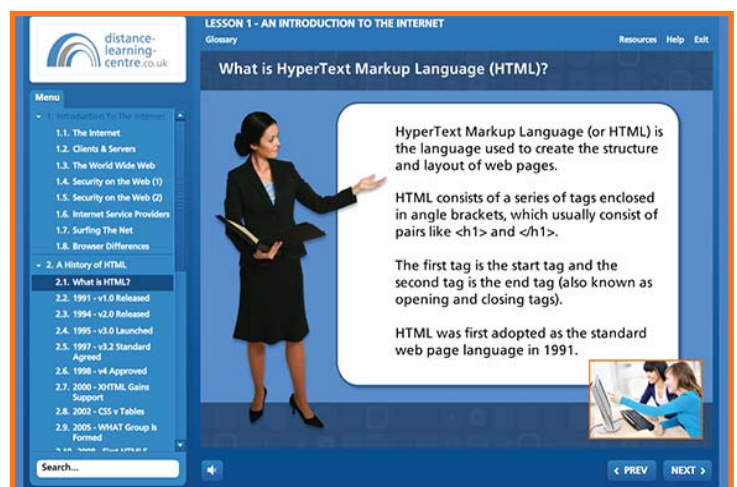 distance-
learning-
centre.co.uk
LESSON 1 - AN INTRODUCTION TO THE INTERNET
Glossary
Resources Help Exit
What is HyperText Markup Language (HTML)?
Menu
1. Introduction To The Internet
1.1. The Internet
1.2. Clients & Servers
1.3. The World Wide Web
1.4. Security on the Web (1)
1.5. Security on the Web (2)
1.6. Internet Service Providers
1.7. Surfing The Net
1.8. Browser Differences
2. A History of HTML
2.1. What is HTML?
2.2. 1991 - v1.0 Released
2.3. 1994 - v2.0 Released
2.4. 1995 - v3.0 Launched
2.5. 1997 - v3.2 Standard
Agreed
2.6. 1998 - v4 Approved
2.7. 2000 - XHTML Gains
Support
2.8. 2002 - CSS v Tables
2.9. 2005 - WHAT Group Is
Formed
2.10. 2008 - First HTML5
Search...
HyperText Markup Language (or HTML) is
the language used to create the structure
and layout of web pages.
HTML consists of a series of tags enclosed
in angle brackets, which usually consist of
pairs like <h1> and </h1>.
The first tag is the start tag and the
second tag is the end tag (also known as
opening and closing tags).
HTML was first adopted as the standard
web page language in 1991.
PREV
NEXT